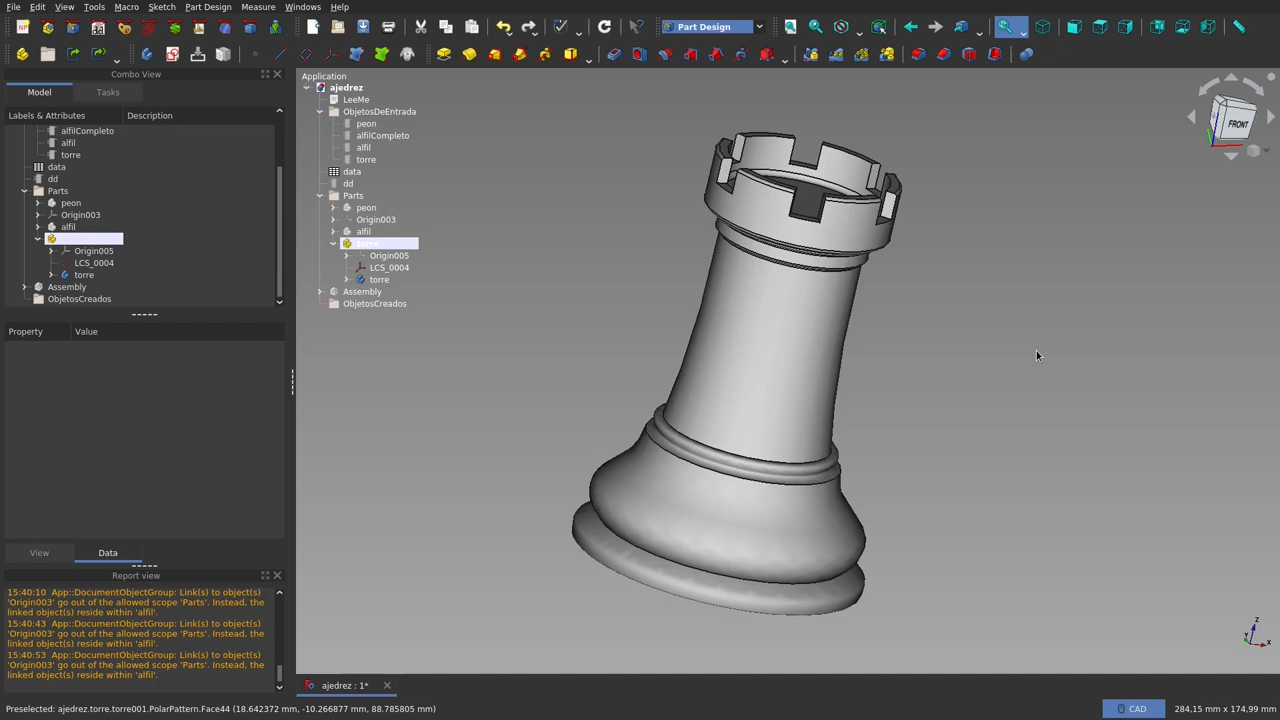 File Edit View Tools Macro Sketch Part Design Measure Windows Help
Part Design
Combo View
Model Tasks
Labels & Attributes Description
alfilCompleto
alfil
torre
data
dd
Parts
peon
Origin003
alfil
Origin005
LCS_0004
torre
Assembly
ObjetosCreados
Property Value
View Data
Report view
15:40:10 App::DocumentObjectGroup: Link(s) to object(s)
'Origin003' go out of the allowed scope 'Parts'. Instead, the
linked object(s) reside within 'alfil'.
15:40:43 App::DocumentObjectGroup: Link(s) to object(s)
'Origin003' go out of the allowed scope 'Parts'. Instead, the
linked object(s) reside within 'alfil'.
15:40:53 App::DocumentObjectGroup: Link(s) to object(s)
'Origin003' go out of the allowed scope 'Parts'. Instead, the
linked object(s) reside within 'alfil'.
Application
ajedrez
LeeMe
ObjetosDeEntrada
peon
alfilCompleto
alfil
torre
data
dd
Parts
peon
Origin003
alfil
torre
Origin005
LCS_0004
torre
Assembly
ObjetosCreados
FRONT
Z
Y
X
ajedrez : 1*
Preselected: ajedrez.torre.torre001.PolarPattern.Face44 (18.642372 mm, -10.266877 mm, 88.785805 mm)
CAD
284,15 mm x 174,99 mm